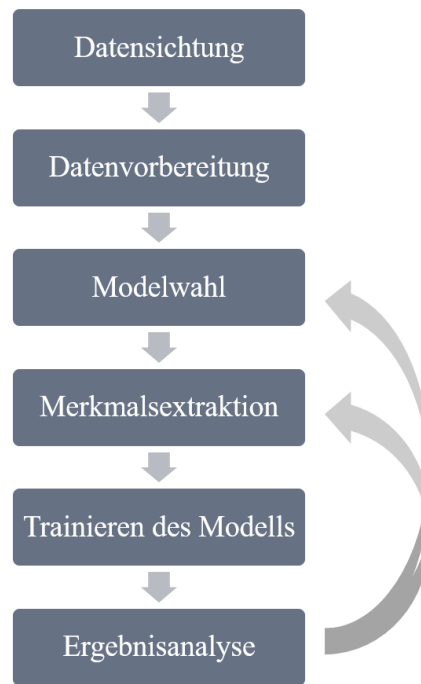 Datensichtung
Datenvorbereitung
Modelwahl
Merkmalsextraktion
Trainieren des Modells
Ergebnisanalyse